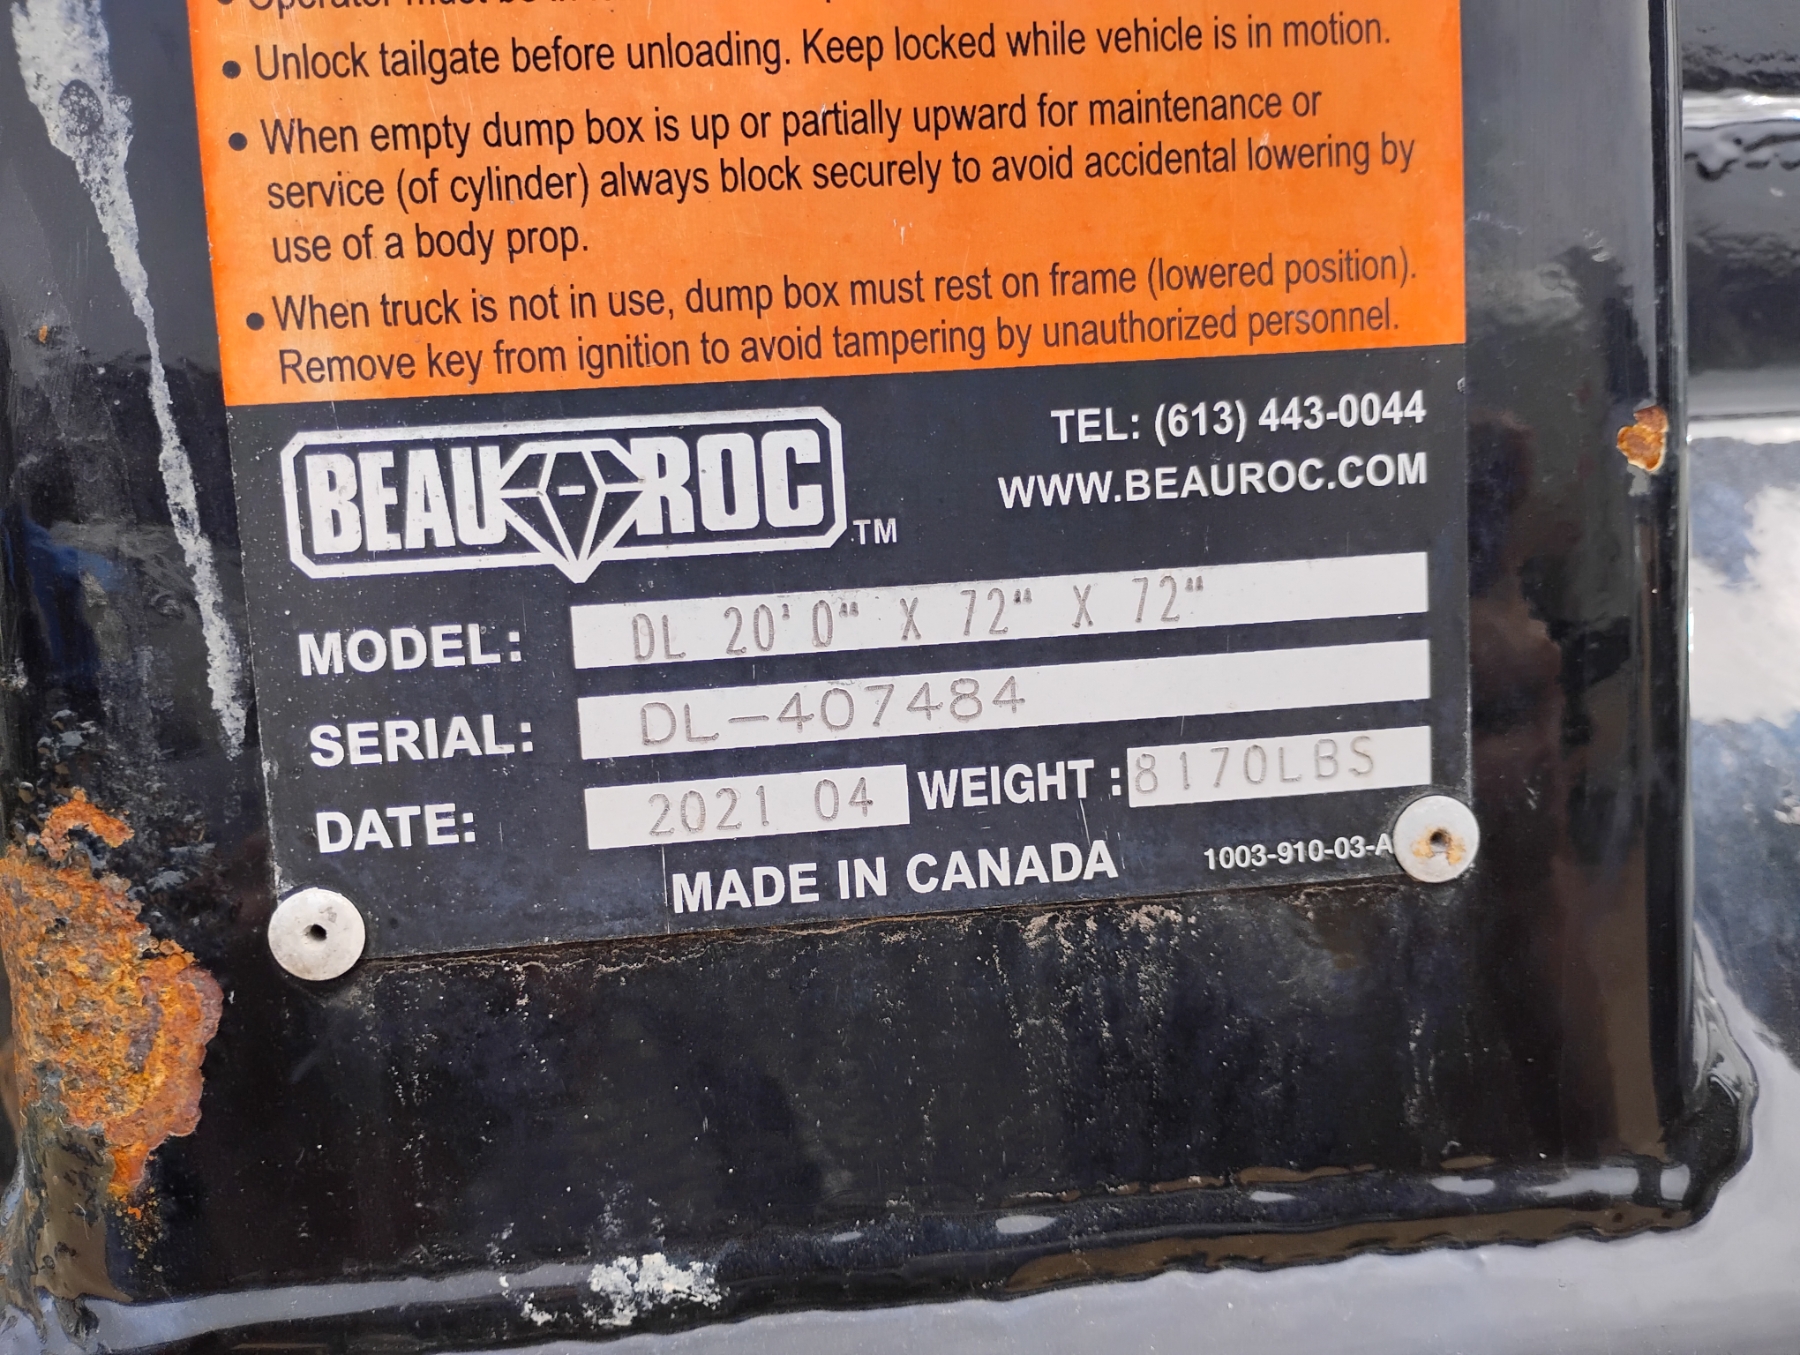 • Unlock tailgate before unloading. Keep locked while vehicle is in motion.
• When empty dump box is up or partially upward for maintenance or
service (of cylinder) always block securely to avoid accidental lowering by
use of a body prop.
• When truck is not in use, dump box must rest on frame (lowered position).
Remove key from ignition to avoid tampering by unauthorized personnel.
BEAU-ROC TM
TEL: (613) 443-0044
WWW.BEAUROC.COM
MODEL: DL 20'0" X 72" X 72"
SERIAL: DL-407484
DATE: 2021 04 WEIGHT: 8170LBS
MADE IN CANADA 1003-910-03-A